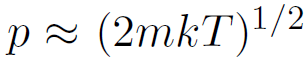 p ≈ (2mkT)^{1/2}